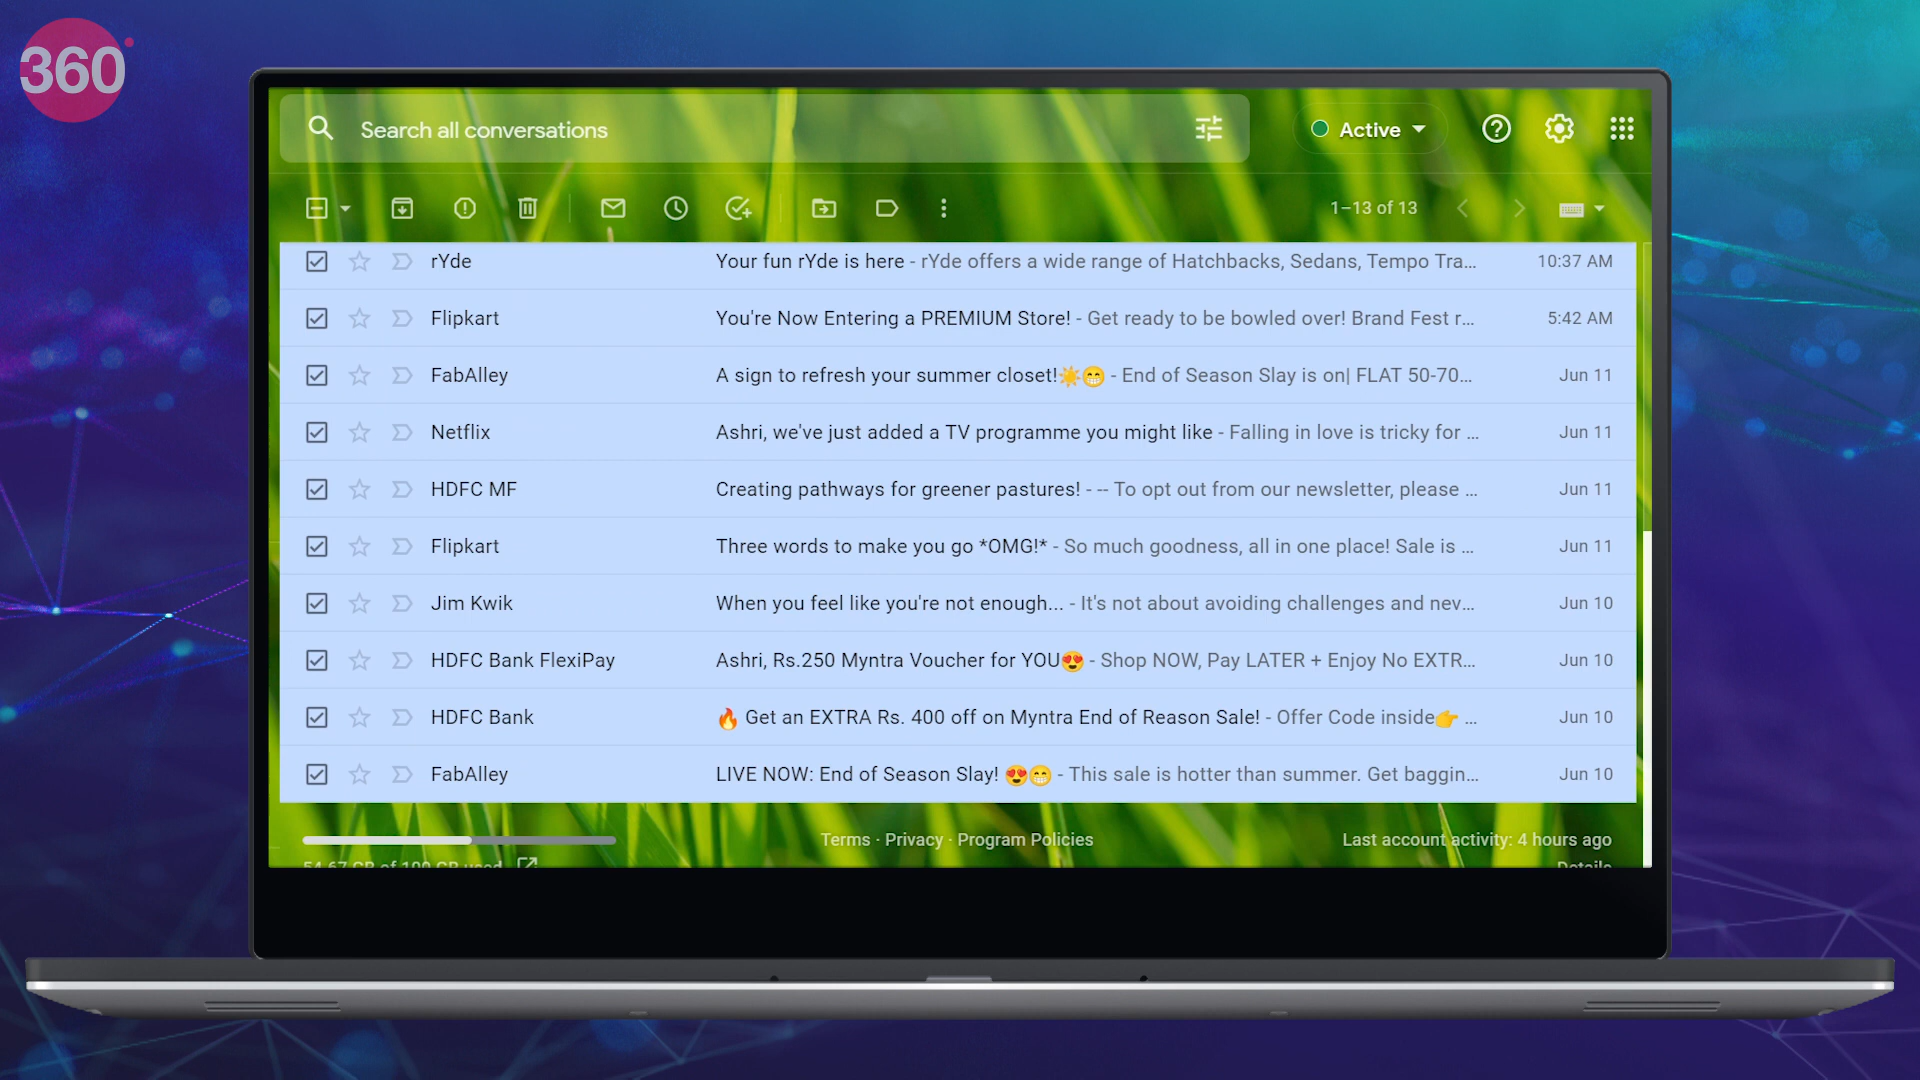 360
Search all conversations
Active
1–13 of 13
rYde Your fun rYde is here - rYde offers a wide range of Hatchbacks, Sedans, Tempo Tra... 10:37 AM
Flipkart You're Now Entering a PREMIUM Store! - Get ready to be bowled over! Brand Fest r... 5:42 AM
FabAlley A sign to refresh your summer closet!☀️😁 - End of Season Slay is on| FLAT 50-70... Jun 11
Netflix Ashri, we've just added a TV programme you might like - Falling in love is tricky for ... Jun 11
HDFC MF Creating pathways for greener pastures! - -- To opt out from our newsletter, please ... Jun 11
Flipkart Three words to make you go *OMG!* - So much goodness, all in one place! Sale is ... Jun 11
Jim Kwik When you feel like you're not enough... - It's not about avoiding challenges and nev... Jun 10
HDFC Bank FlexiPay Ashri, Rs.250 Myntra Voucher for YOU😍 - Shop NOW, Pay LATER + Enjoy No EXTR... Jun 10
HDFC Bank 🔥 Get an EXTRA Rs. 400 off on Myntra End of Reason Sale! - Offer Code inside👉 ... Jun 10
FabAlley LIVE NOW: End of Season Slay! 😍😁 - This sale is hotter than summer. Get baggin... Jun 10
Terms · Privacy · Program Policies
Last account activity: 4 hours ago
54.67 GB of 100 GB used
Details